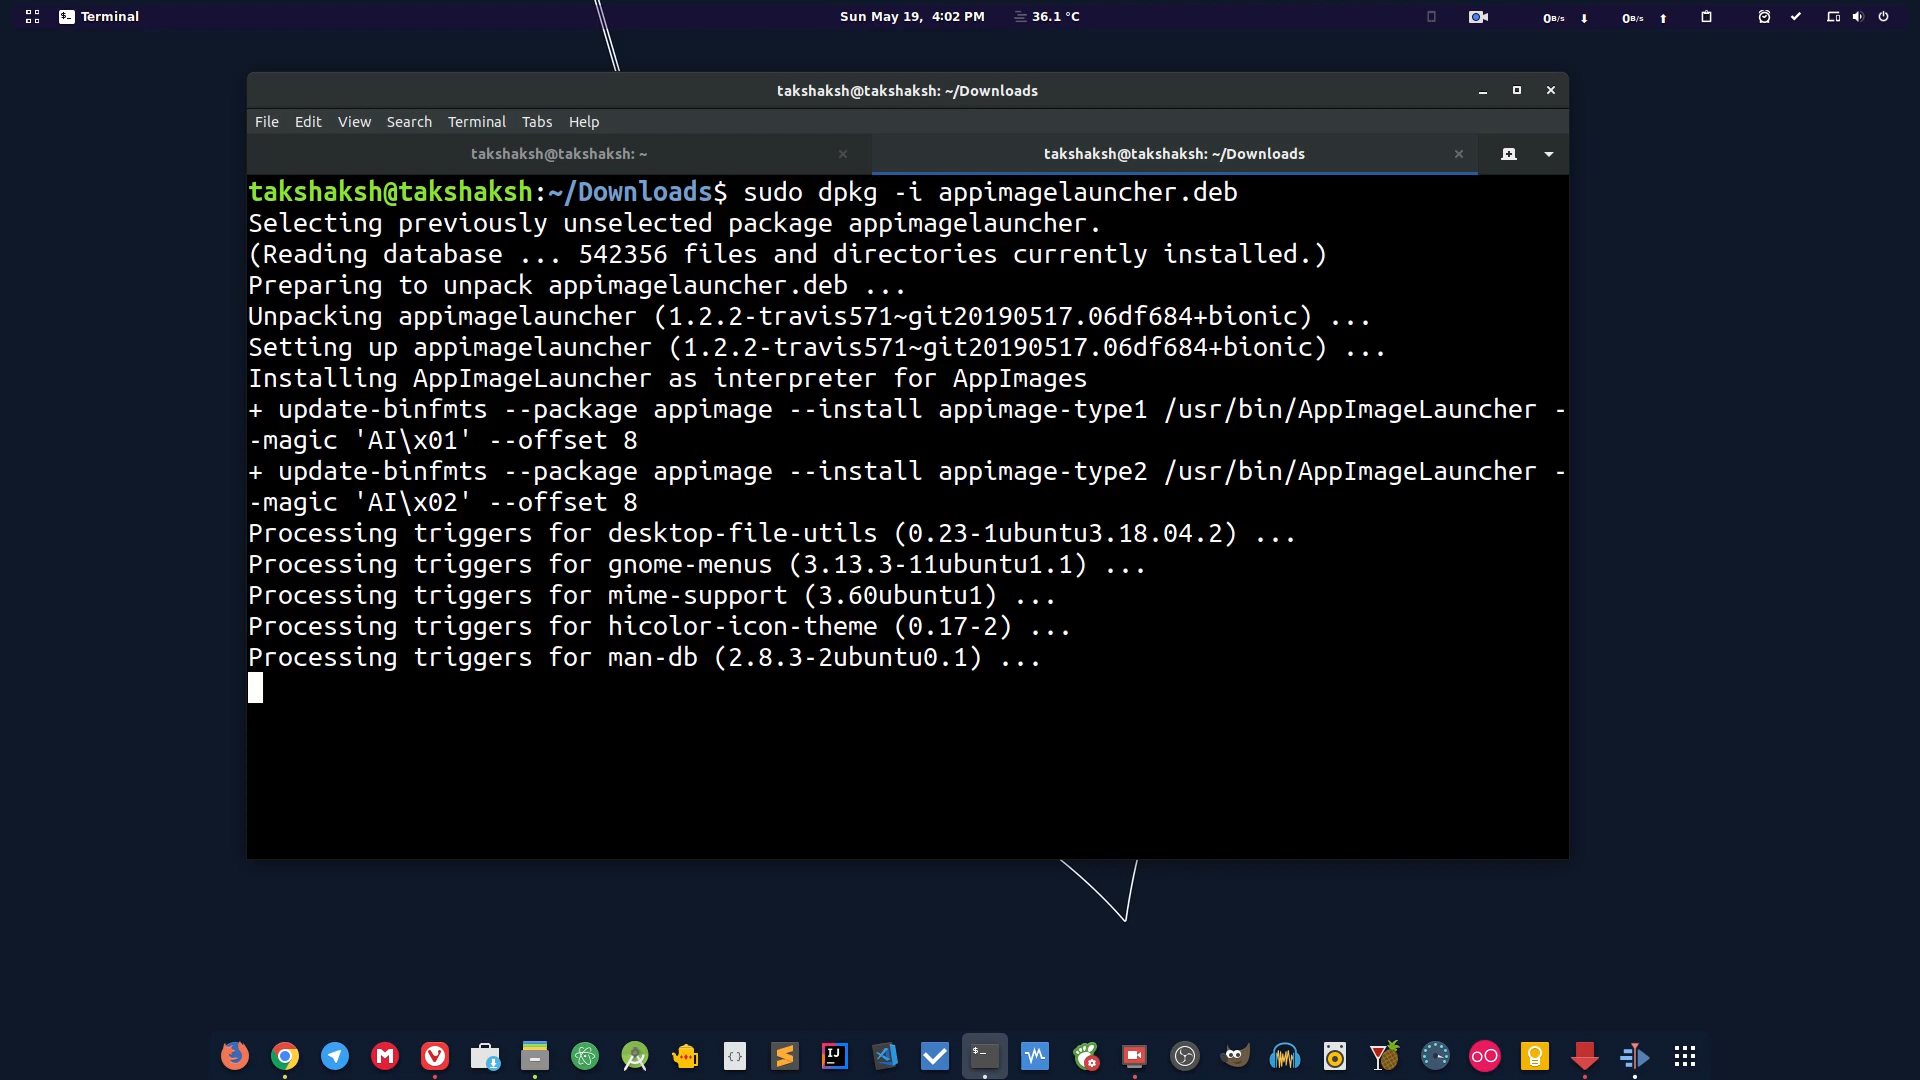 Terminal
Sun May 19, 4:02 PM
36.1 °C
0B/s
0B/s
takshaksh@takshaksh: ~/Downloads
File Edit View Search Terminal Tabs Help
takshaksh@takshaksh: ~
takshaksh@takshaksh: ~/Downloads
takshaksh@takshaksh:~/Downloads$ sudo dpkg -i appimagelauncher.deb
Selecting previously unselected package appimagelauncher.
(Reading database ... 542356 files and directories currently installed.)
Preparing to unpack appimagelauncher.deb ...
Unpacking appimagelauncher (1.2.2-travis571~git20190517.06df684+bionic) ...
Setting up appimagelauncher (1.2.2-travis571~git20190517.06df684+bionic) ...
Installing AppImageLauncher as interpreter for AppImages
+ update-binfmts --package appimage --install appimage-type1 /usr/bin/AppImageLauncher -
-magic 'AI\x01' --offset 8
+ update-binfmts --package appimage --install appimage-type2 /usr/bin/AppImageLauncher -
-magic 'AI\x02' --offset 8
Processing triggers for desktop-file-utils (0.23-1ubuntu3.18.04.2) ...
Processing triggers for gnome-menus (3.13.3-11ubuntu1.1) ...
Processing triggers for mime-support (3.60ubuntu1) ...
Processing triggers for hicolor-icon-theme (0.17-2) ...
Processing triggers for man-db (2.8.3-2ubuntu0.1) ...